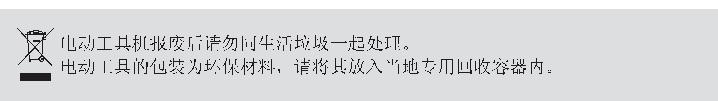 电动工具机报废后请勿同生活垃圾一起处理。
电动工具的包装为环保材料，请将其放入当地专用回收容器内。